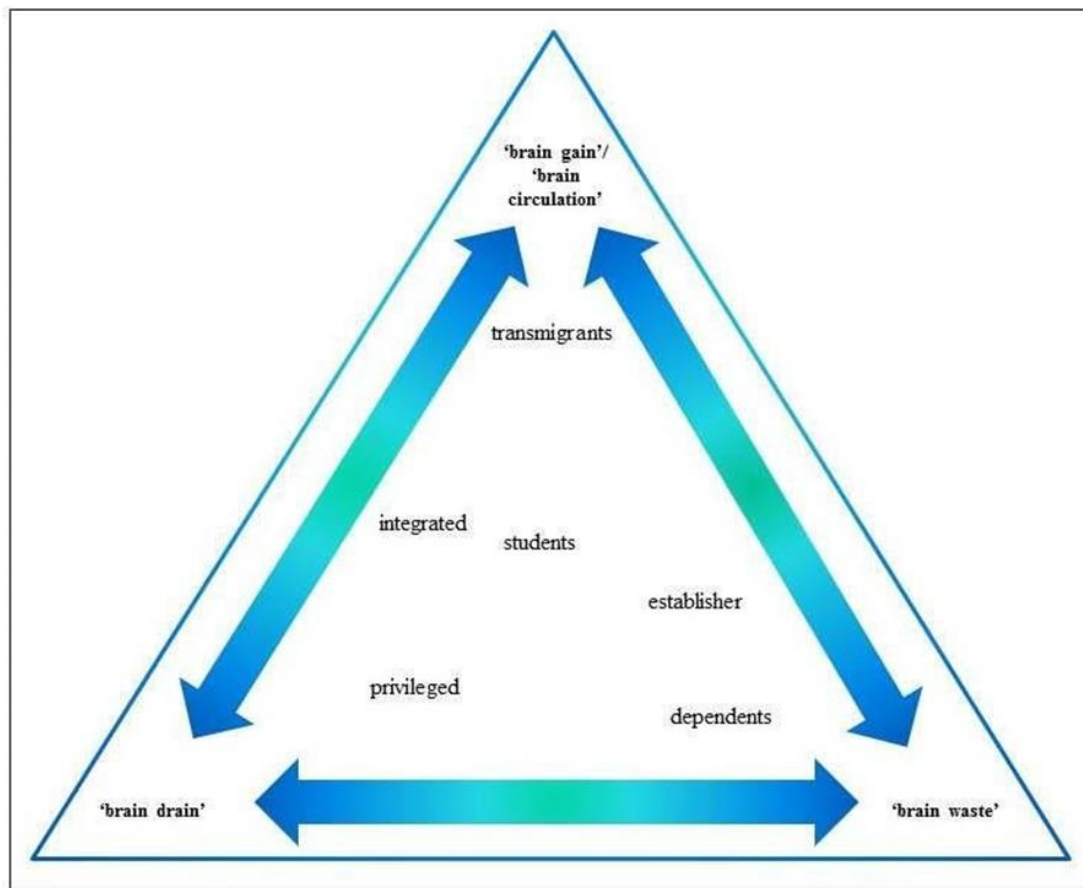 ‘brain gain’/
‘brain
circulation’
transmigrants
integrated
students
establisher
privileged
dependents
‘brain drain’
‘brain waste’